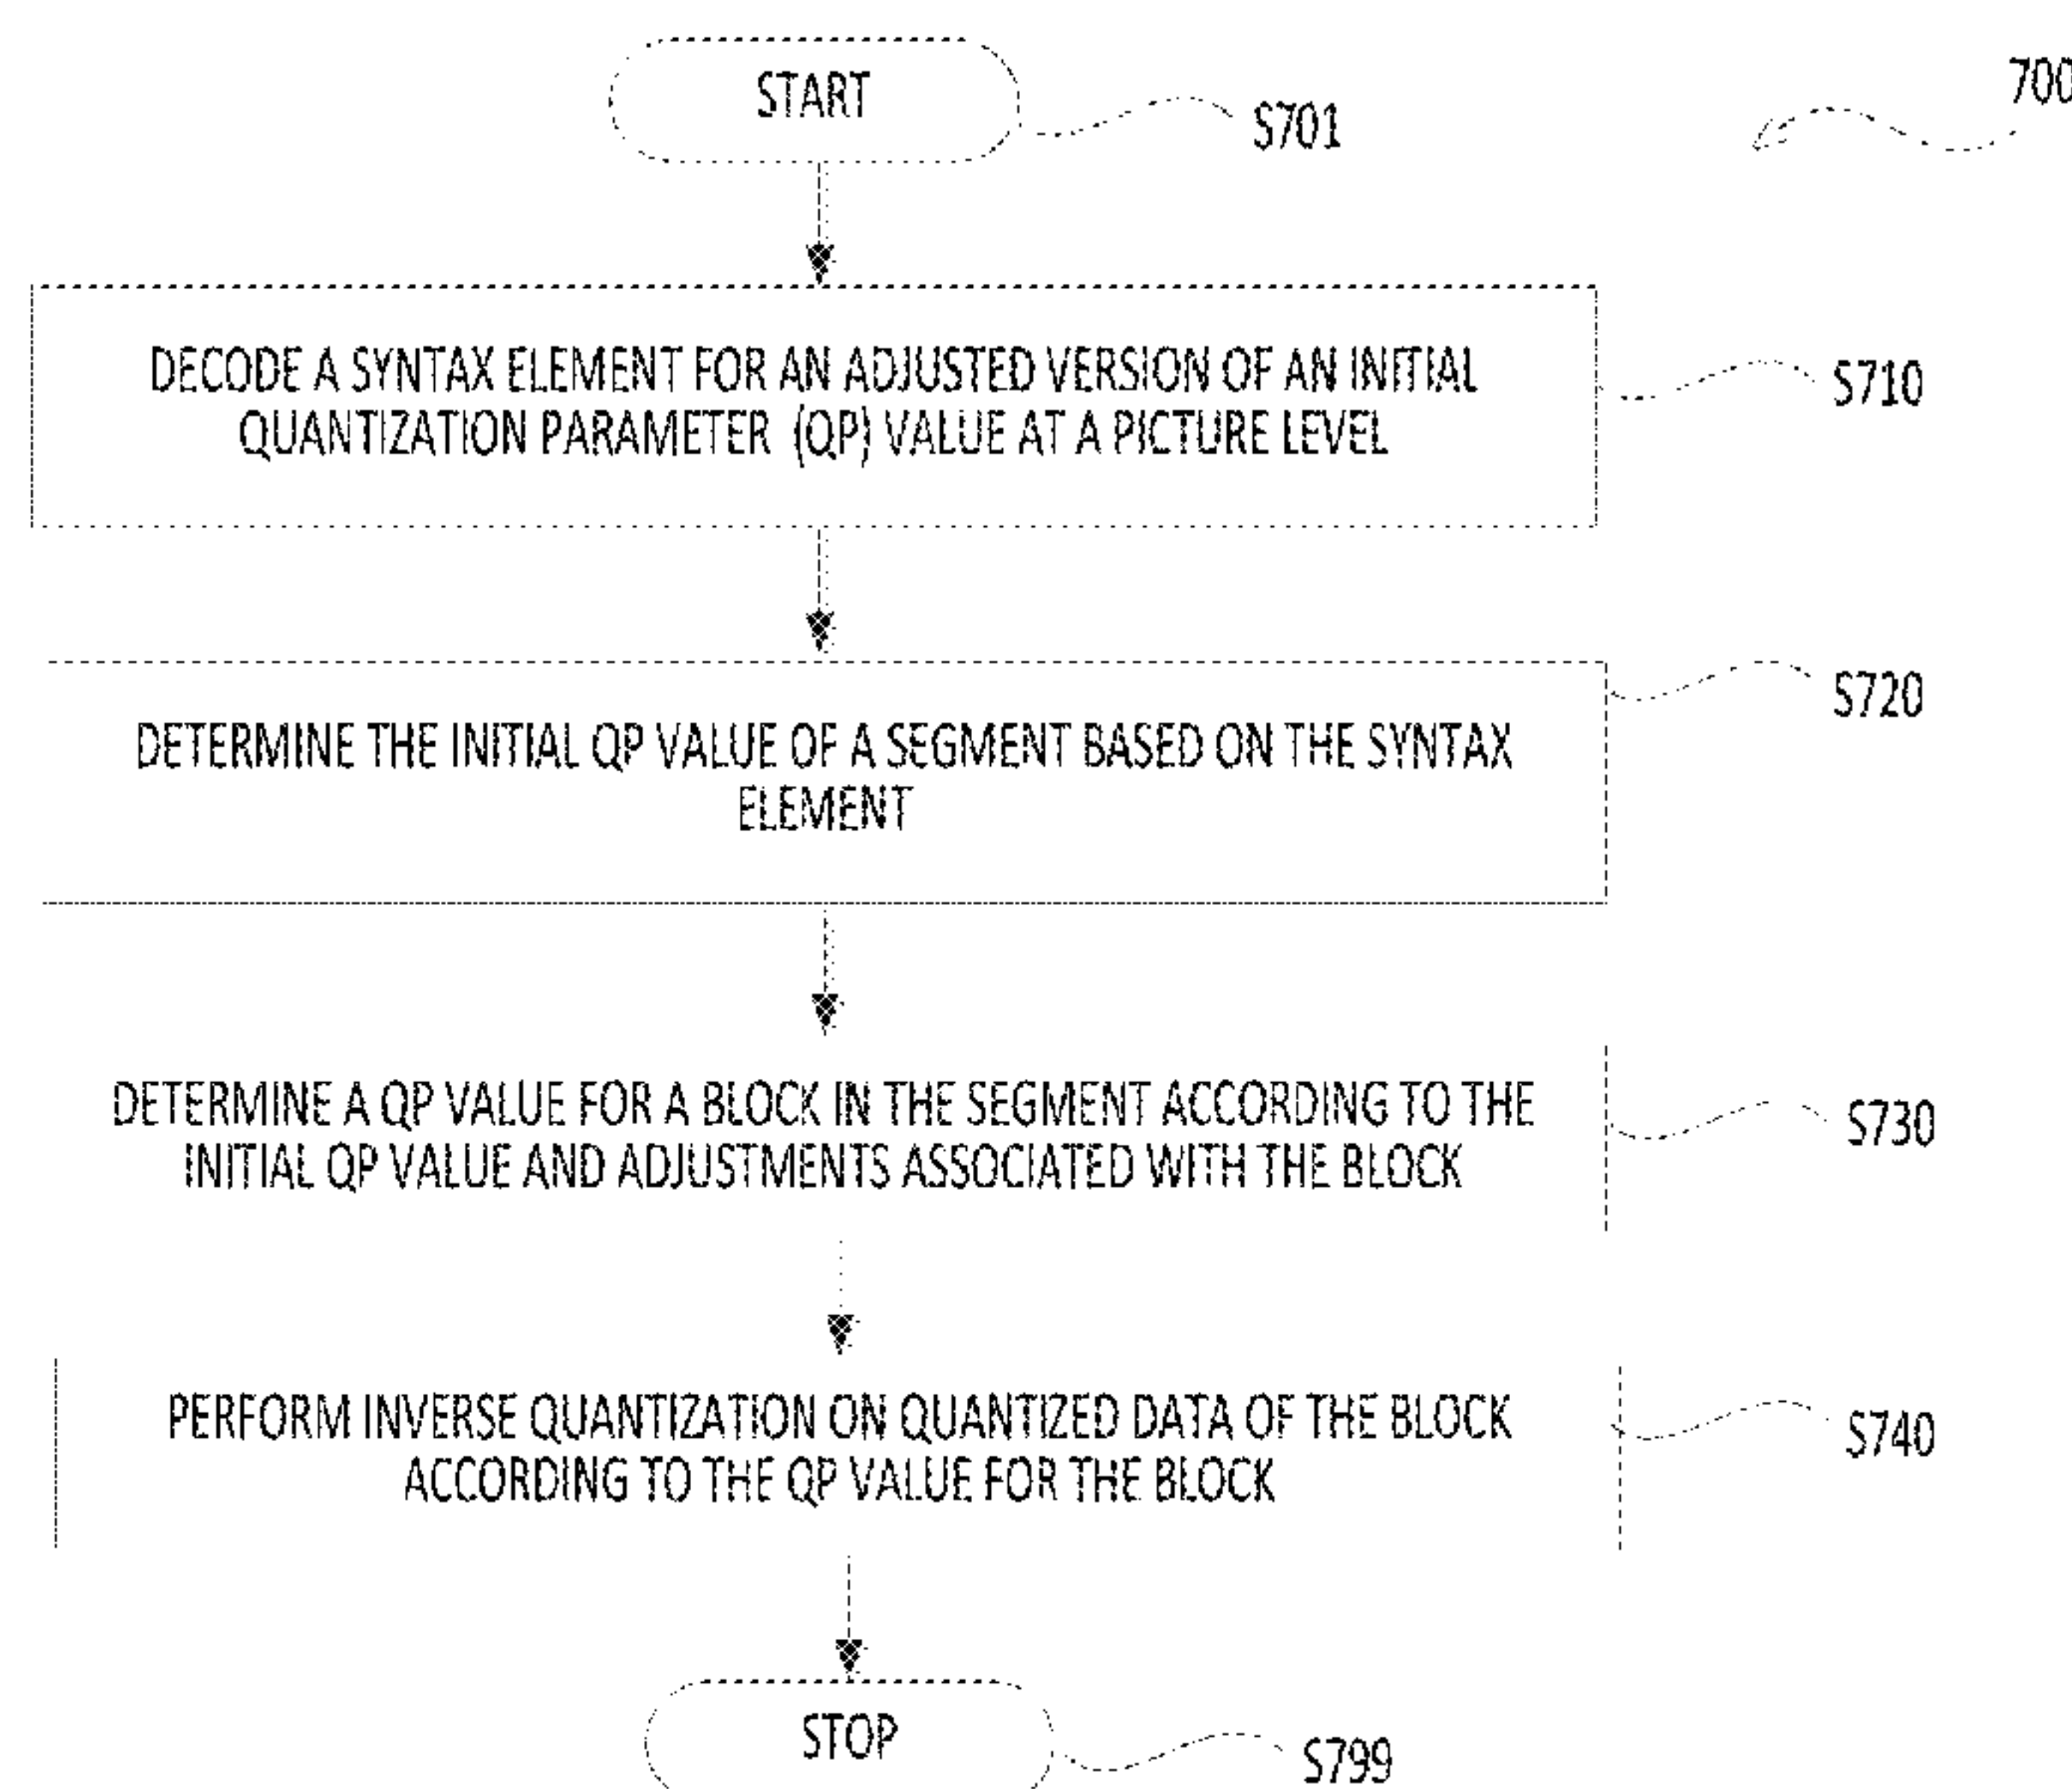 START
S701
700
DECODE A SYNTAX ELEMENT FOR AN ADJUSTED VERSION OF AN INITIAL
QUANTIZATION PARAMETER (QP) VALUE AT A PICTURE LEVEL
S710
DETERMINE THE INITIAL QP VALUE OF A SEGMENT BASED ON THE SYNTAX
ELEMENT
S720
DETERMINE A QP VALUE FOR A BLOCK IN THE SEGMENT ACCORDING TO THE
INITIAL QP VALUE AND ADJUSTMENTS ASSOCIATED WITH THE BLOCK
S730
PERFORM INVERSE QUANTIZATION ON QUANTIZED DATA OF THE BLOCK
ACCORDING TO THE QP VALUE FOR THE BLOCK
S740
STOP
S799